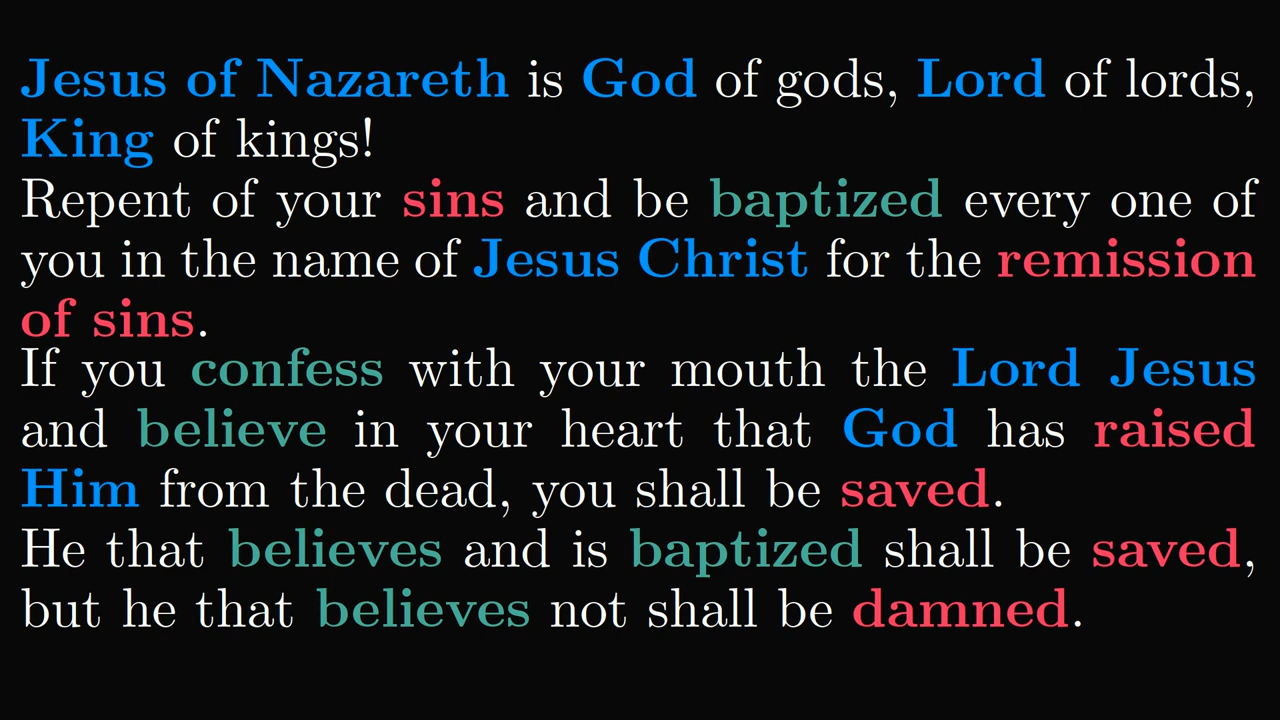 Jesus of Nazareth is God of gods, Lord of lords,
King of kings!
Repent of your sins and be baptized every one of
you in the name of Jesus Christ for the remission
of sins.
If you confess with your mouth the Lord Jesus
and believe in your heart that God has raised
Him from the dead, you shall be saved.
He that believes and is baptized shall be saved,
but he that believes not shall be damned.